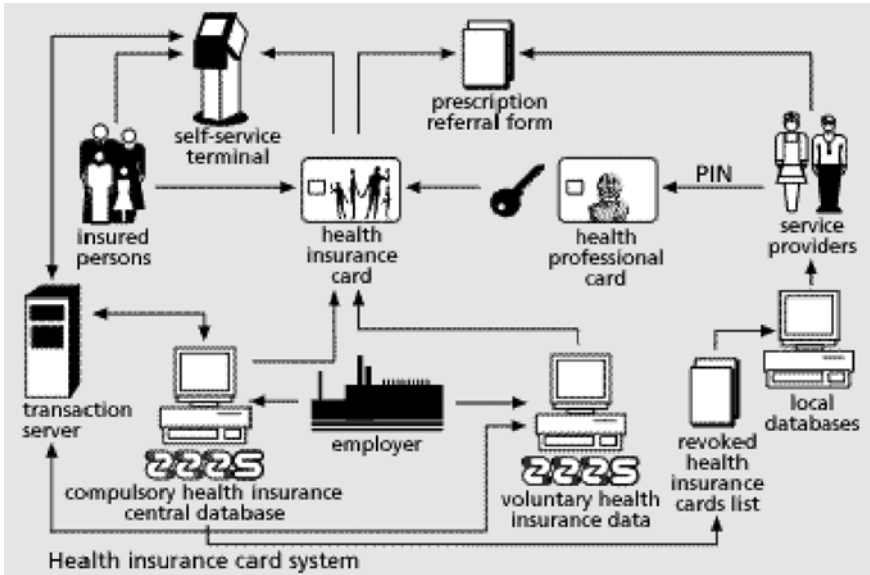 prescription
referral form
self-service
terminal
PIN
insured
persons
health
insurance
card
health
professional
card
service
providers
transaction
server
employer
local
databases
revoked
health
insurance
cards list
ZZZS
compulsory health insurance
central database
ZZZS
voluntary health
insurance data
Health insurance card system